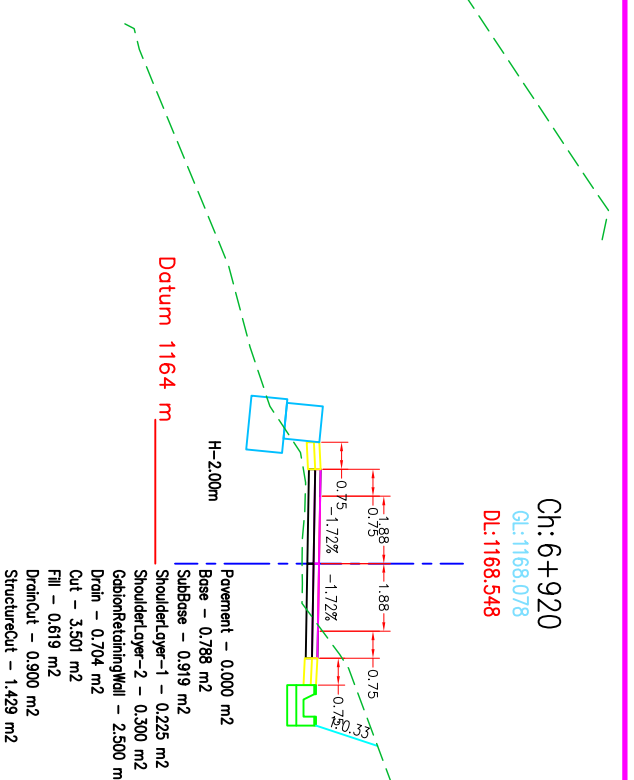 Ch:6+920
GL:1168.078
DL:1168.548
1.88
1.88
0.75
0.75
0.75
0.75
-1.72%
-1.72%
1:0.33
H-2.00m
Datum 1164 m
Pavement - 0.000 m2
Base - 0.788 m2
SubBase - 0.919 m2
ShoulderLayer-1 - 0.225 m2
ShoulderLayer-2 - 0.300 m2
GabionRetainingWall - 2.500 m
Drain - 0.704 m2
Cut - 3.501 m2
Fill - 0.619 m2
DrainCut - 0.900 m2
StructureCut - 1.429 m2